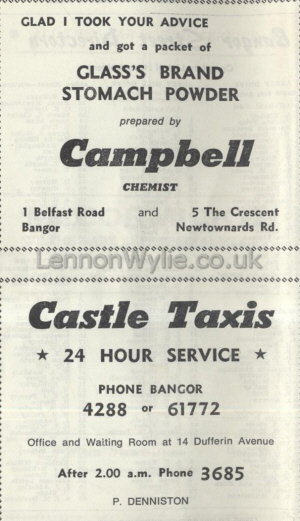 GLAD I TOOK YOUR ADVICE
and got a packet of
GLASS'S BRAND
STOMACH POWDER
prepared by
Campbell
CHEMIST
1 Belfast Road and 5 The Crescent
Bangor Newtownards Rd.
LennonWylie.co.uk
Castle Taxis
★ 24 HOUR SERVICE ★
PHONE BANGOR
4288 or 61772
Office and Waiting Room at 14 Dufferin Avenue
After 2.00 a.m. Phone 3685
P. DENNISTON